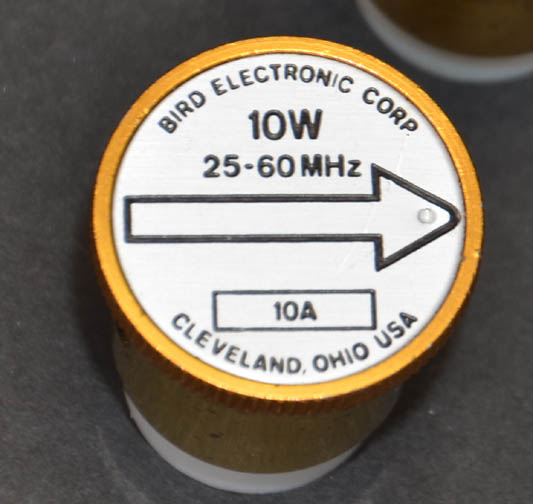 BIRD ELECTRONIC CORP
10W
25-60 MHz
10A
CLEVELAND, OHIO USA